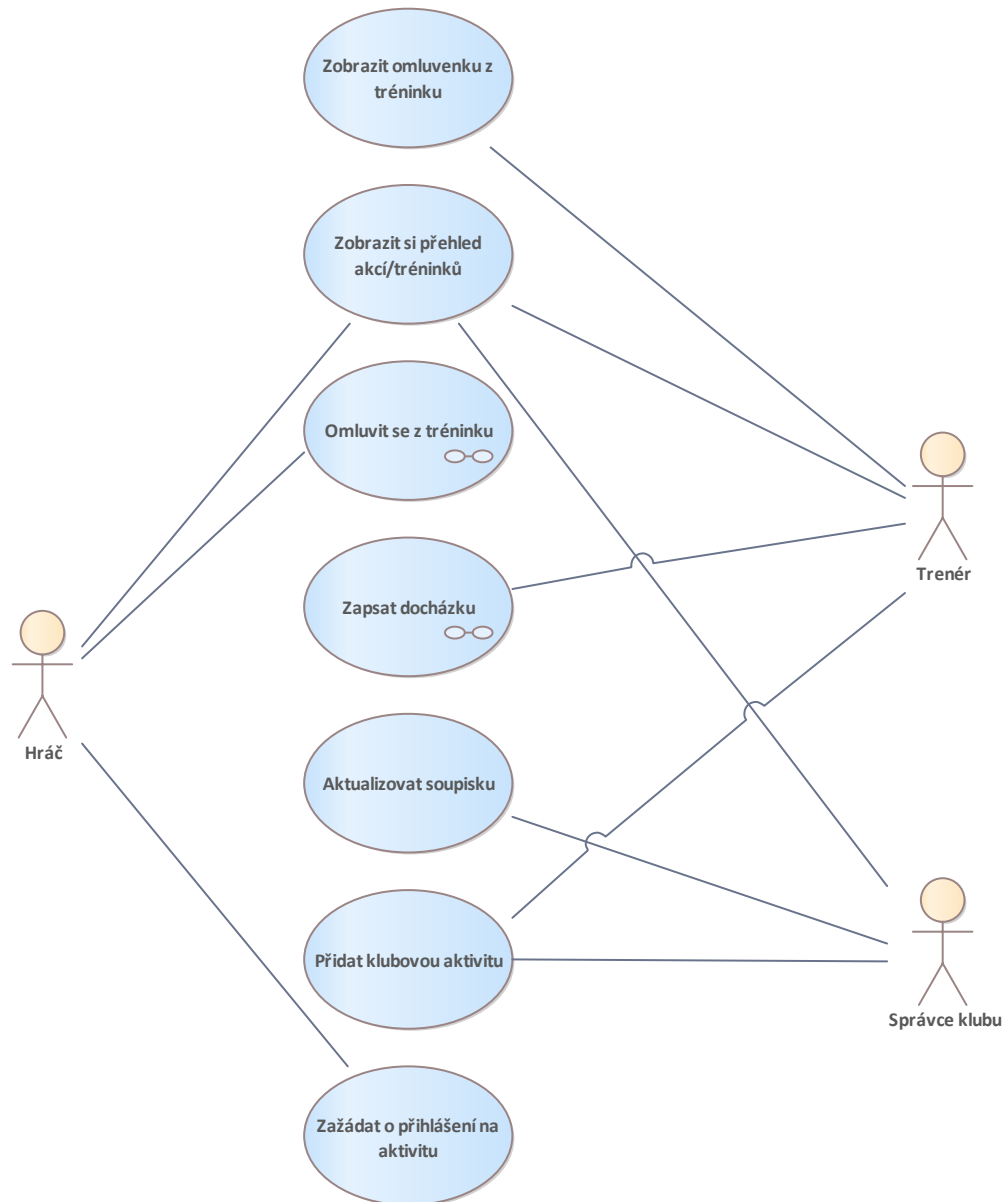 Zobrazit omluvenku z
tréninku
Zobrazit si přehled
akcí/tréninků
Omluvit se z tréninku
Trenér
Zapsat docházku
Hráč
Aktualizovat soupisku
Přidat klubovou aktivitu
Správce klubu
Zažádat o přihlášení na
aktivitu